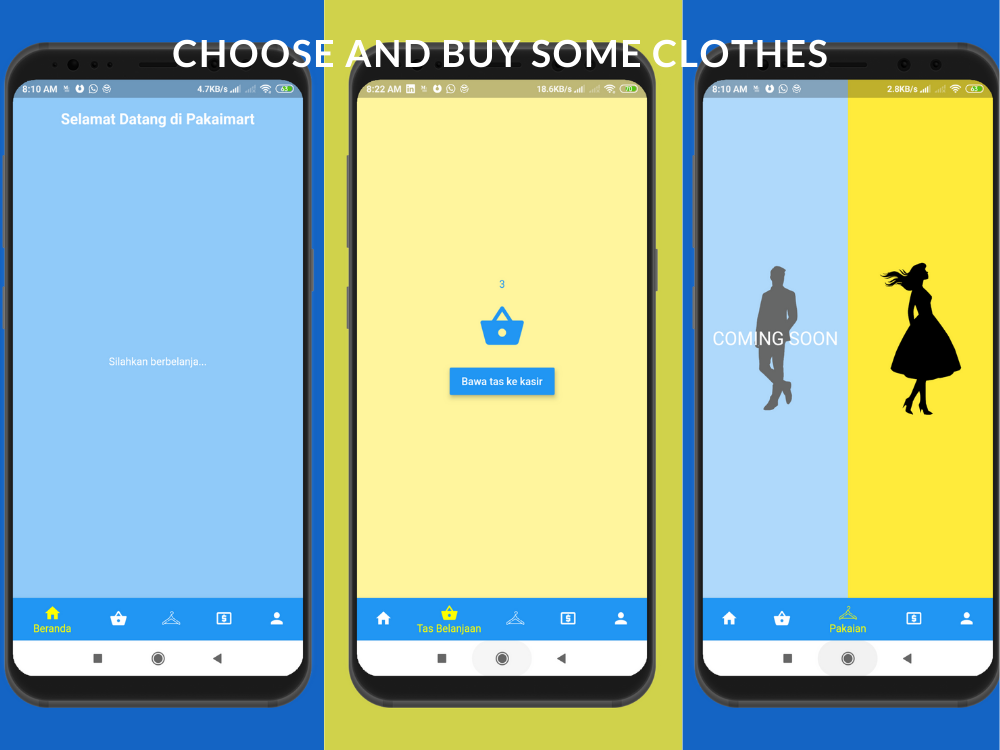 CHOOSE AND BUY SOME CLOTHES
8:10 AM
4.7KB/s
63
Selamat Datang di Pakaimart
Silahkan berbelanja...
Beranda
8:22 AM
18.6KB/s
70
3
Bawa tas ke kasir
Tas Belanjaan
8:10 AM
2.8KB/s
63
COMING SOON
Pakaian